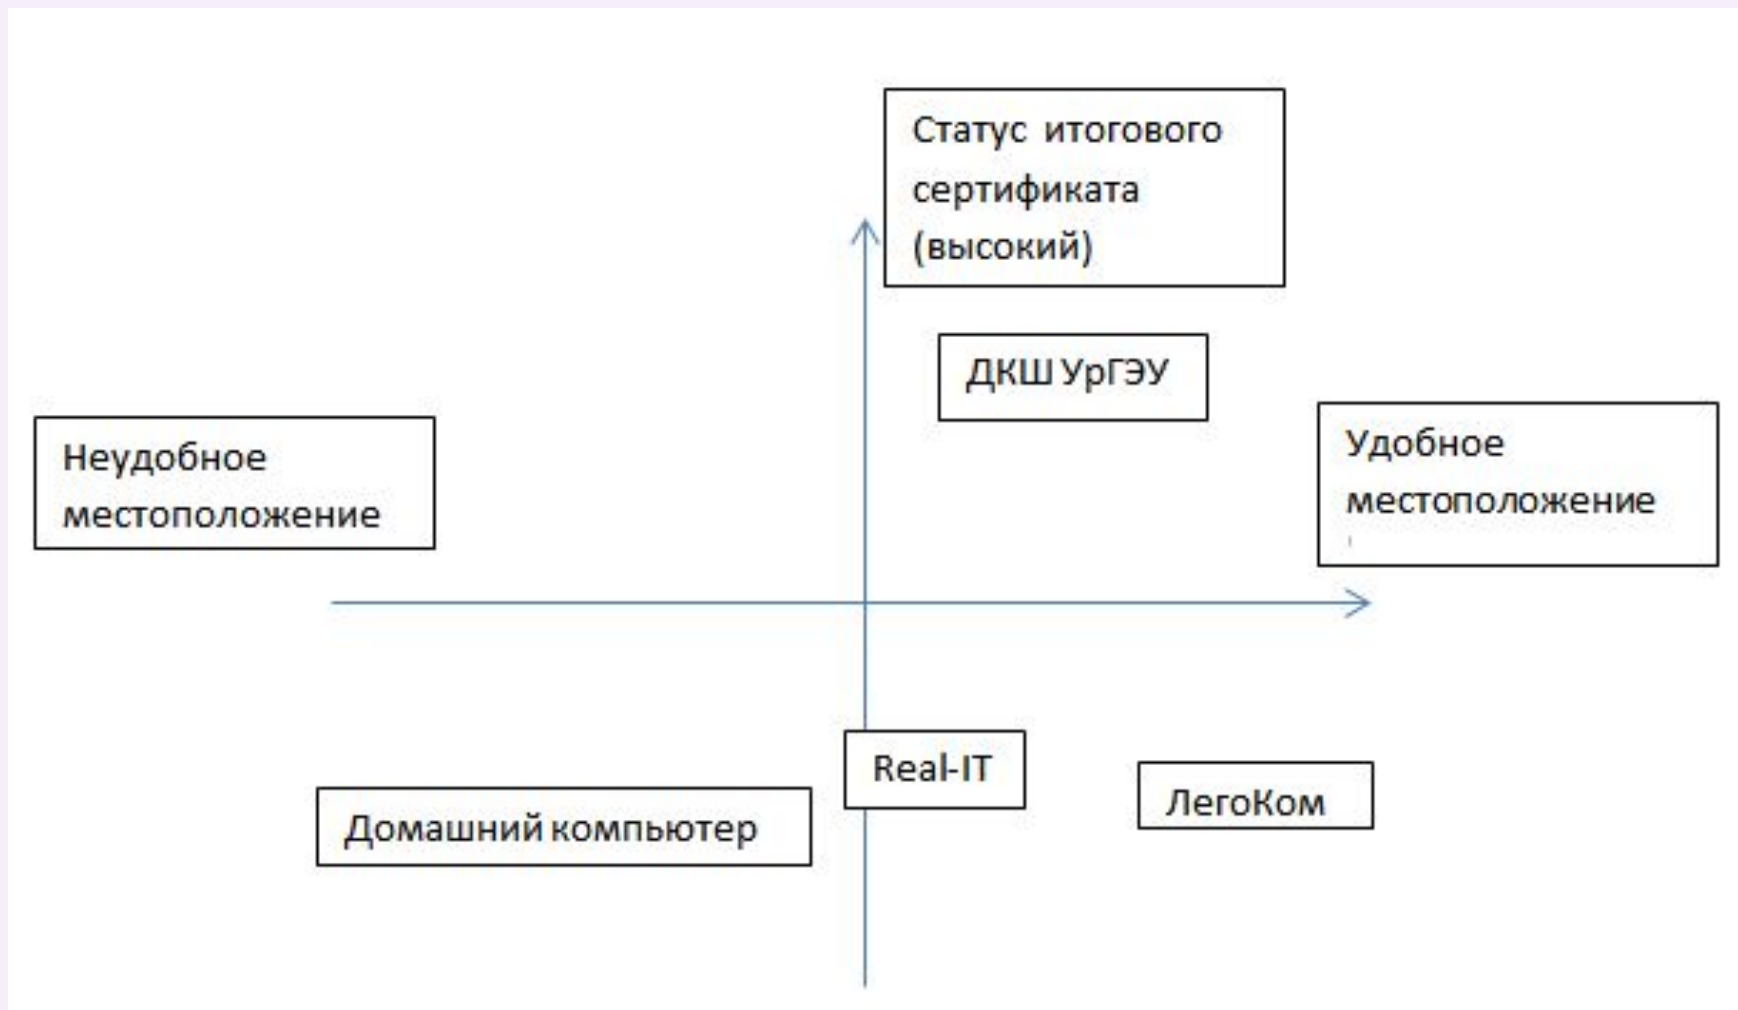 Статус итогового
сертификата
(высокий)
ДКШ УрГЭУ
Неудобное
местоположение
Удобное
местоположение
Real-IT
ЛегоКом
Домашний компьютер